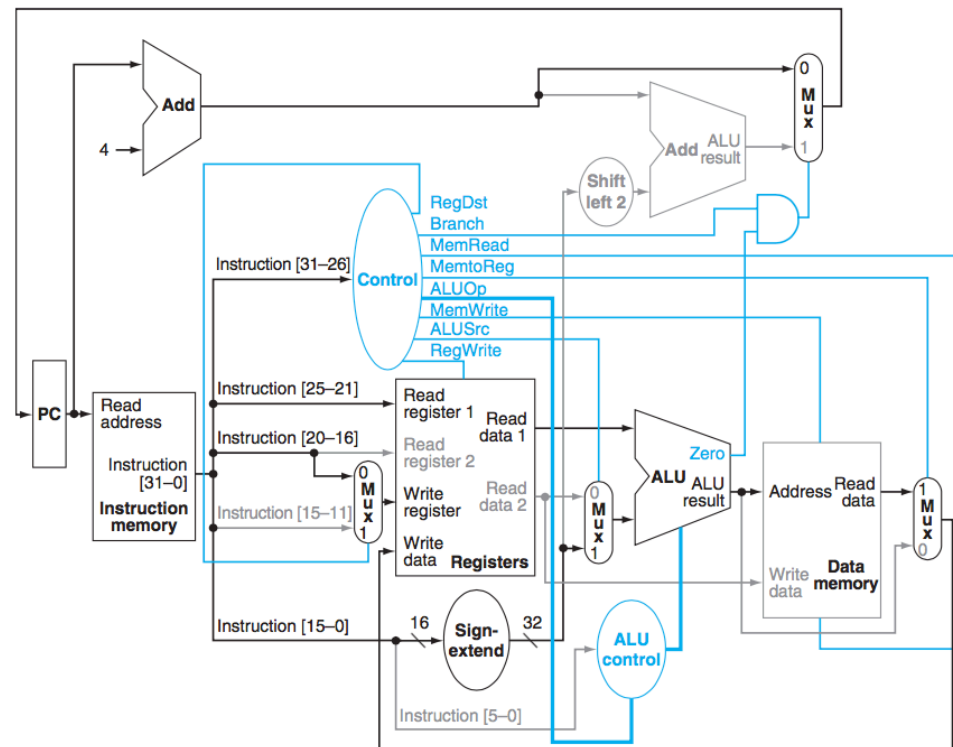 0
M
u
x
1
Add
ALU
result
Add
4
Shift
left 2
RegDst
Branch
MemRead
MemtoReg
ALUOp
MemWrite
ALUSrc
RegWrite
Instruction [31–26]
Control
PC
Read
address
Instruction
[31–0]
Instruction
memory
Instruction [25–21]
Instruction [20–16]
Instruction [15–11]
0
M
u
x
1
Read
register 1
Read
register 2
Write
register
Write
data
Read
data 1
Read
data 2
Registers
0
M
u
x
1
Zero
ALU
ALU
result
Address
Read
data
Write
data
Data
memory
1
M
u
x
0
Instruction [15–0]
16
Sign-
extend
32
ALU
control
Instruction [5–0]